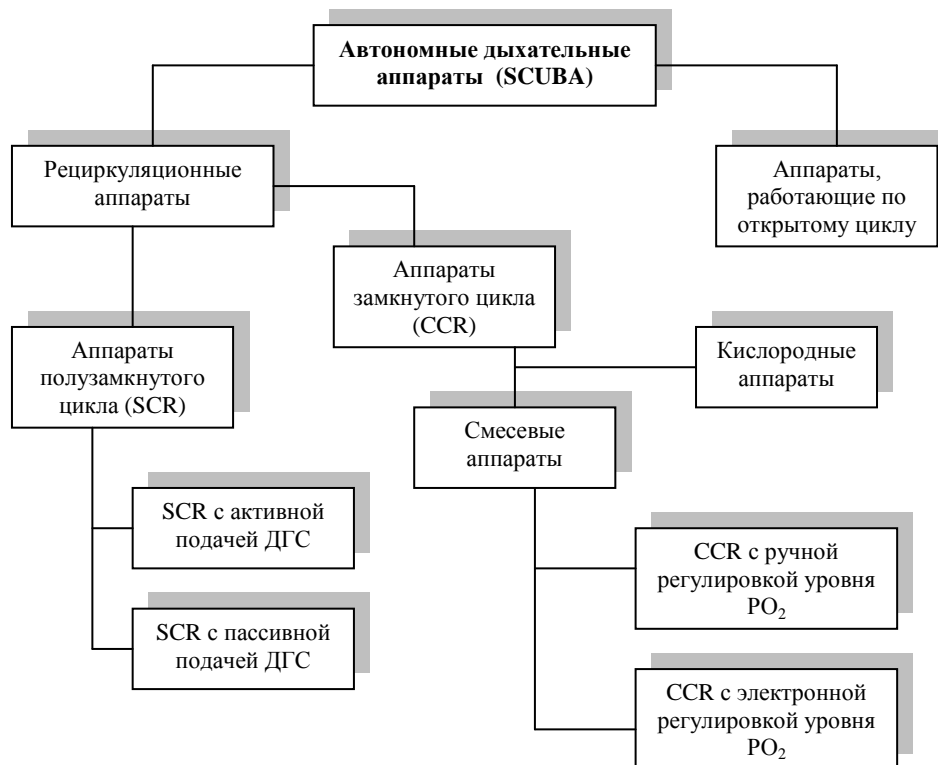 Автономные дыхательные
аппараты (SCUBA)
Рециркуляционные
аппараты
Аппараты,
работающие по
открытому циклу
Аппараты
замкнутого цикла
(CCR)
Аппараты
полузамкнутого
цикла (SCR)
Кислородные
аппараты
Смесевые
аппараты
SCR с активной
подачей ДГС
SCR с пассивной
подачей ДГС
CCR с ручной
регулировкой уровня
PO₂
CCR с электронной
регулировкой уровня
PO₂